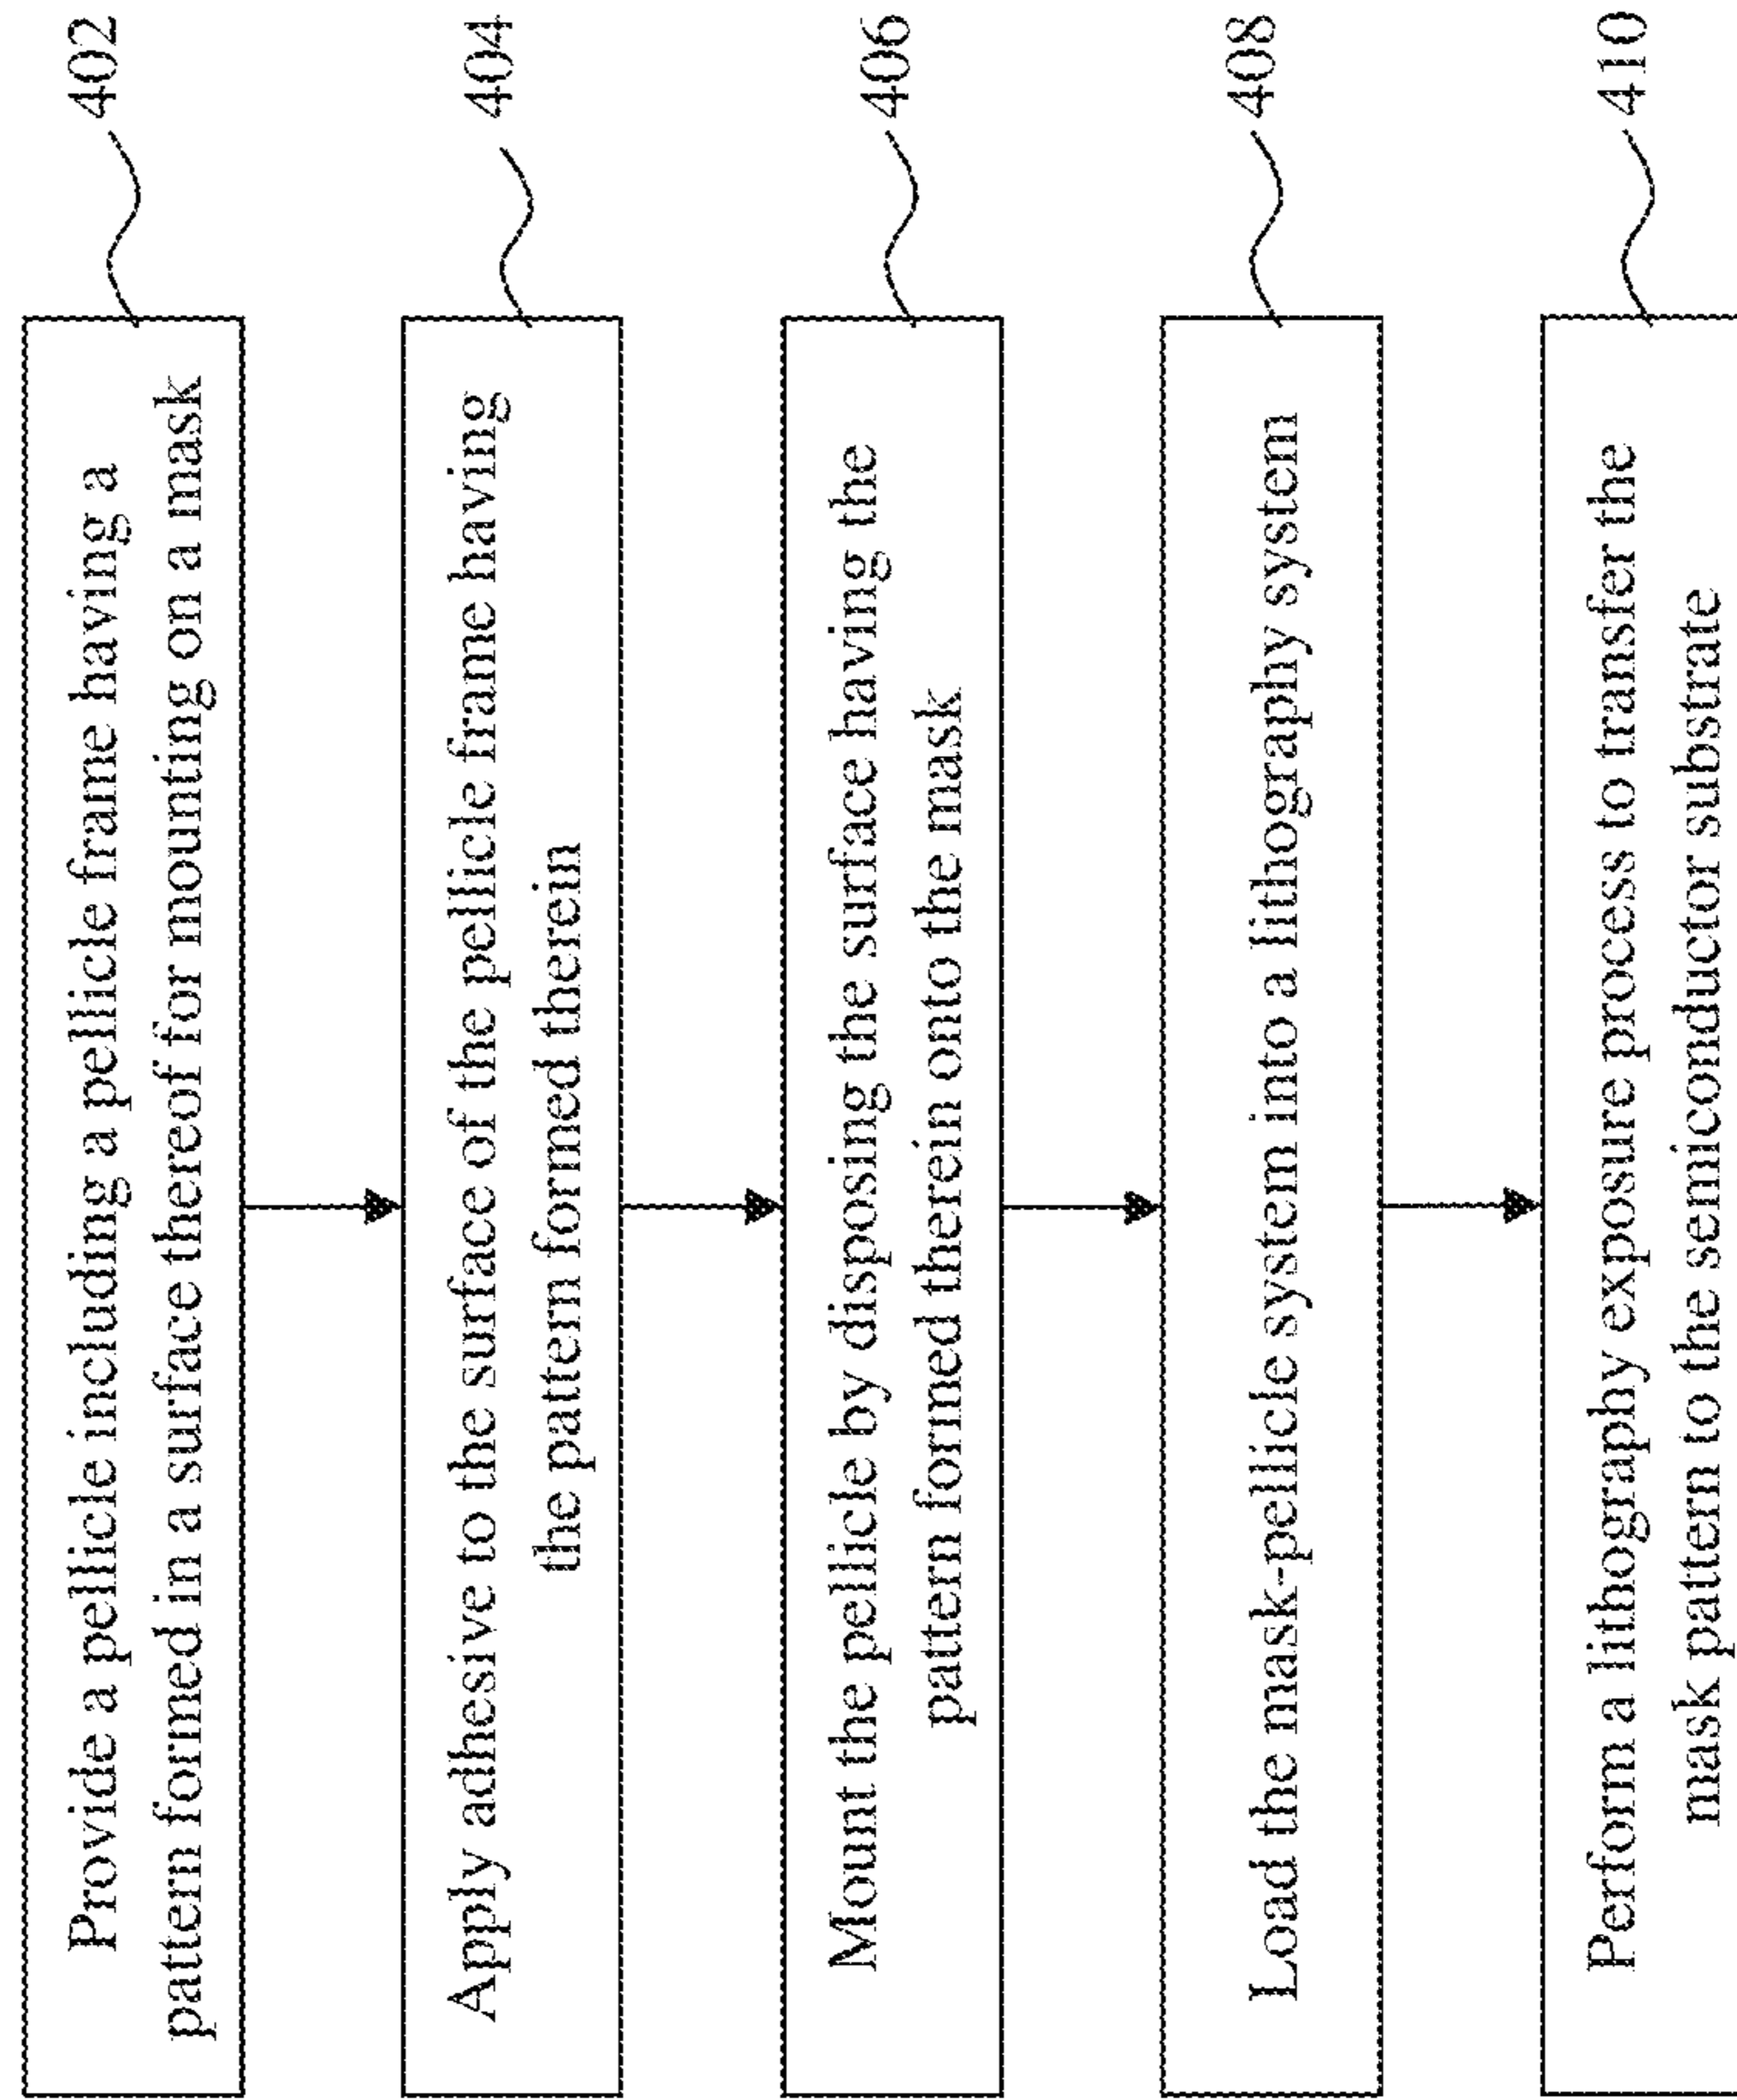 Provide a pellicle including a pellicle frame having a
pattern formed in a surface thereof for mounting on a mask
402
Apply adhesive to the surface of the pellicle frame having
the pattern formed therein
404
Mount the pellicle by disposing the surface having the
pattern formed therein onto the mask
406
Load the mask-pellicle system into a lithography system
408
Perform a lithography exposure process to transfer the
mask pattern to the semiconductor substrate
410